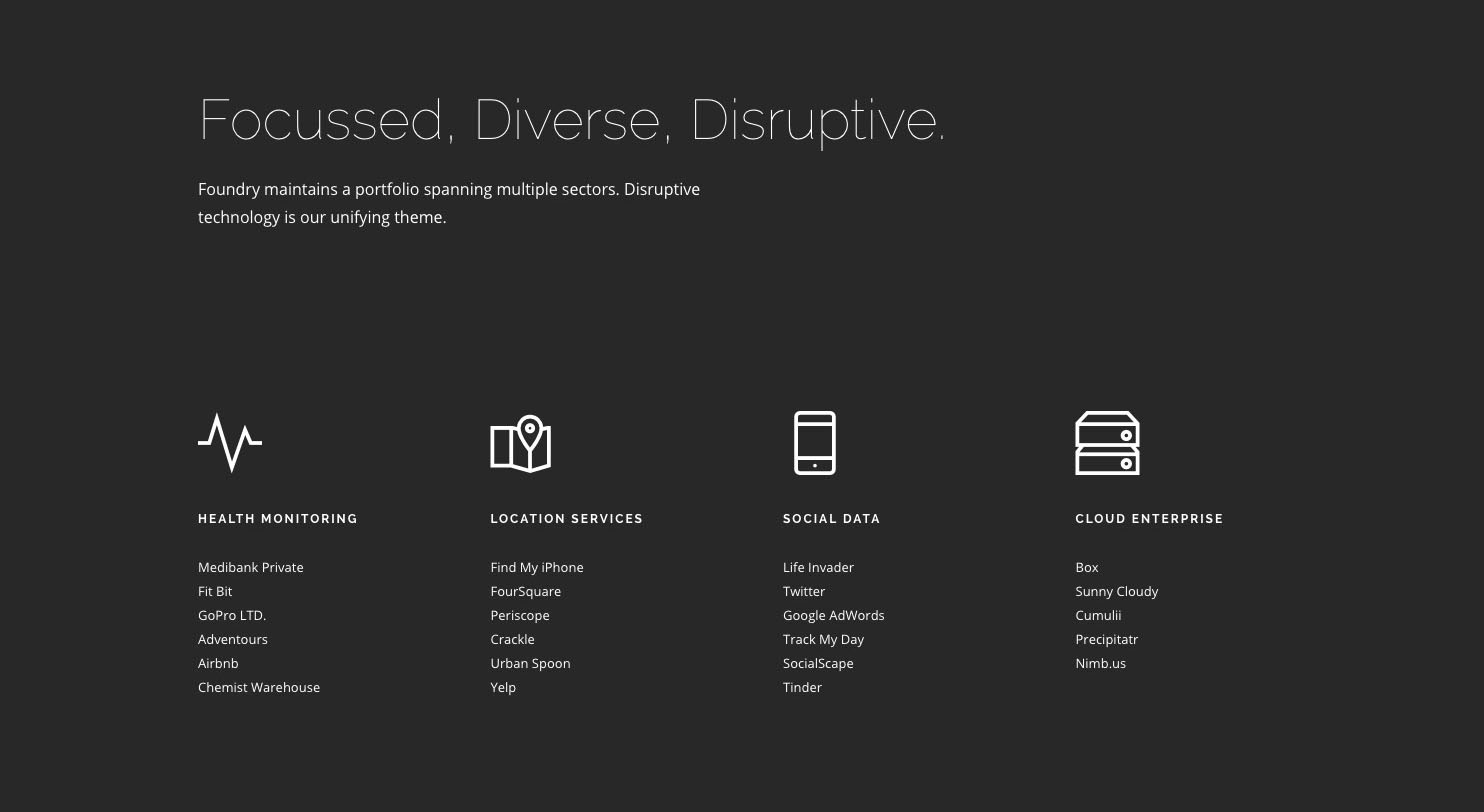 Focussed, Diverse, Disruptive.
Foundry maintains a portfolio spanning multiple sectors. Disruptive
technology is our unifying theme.
HEALTH MONITORING
Medibank Private
Fit Bit
GoPro LTD.
Adventours
Airbnb
Chemist Warehouse
LOCATION SERVICES
Find My iPhone
FourSquare
Periscope
Crackle
Urban Spoon
Yelp
SOCIAL DATA
Life Invader
Twitter
Google AdWords
Track My Day
SocialScape
Tinder
CLOUD ENTERPRISE
Box
Sunny Cloudy
Cumulii
Precipitatr
Nimb.us